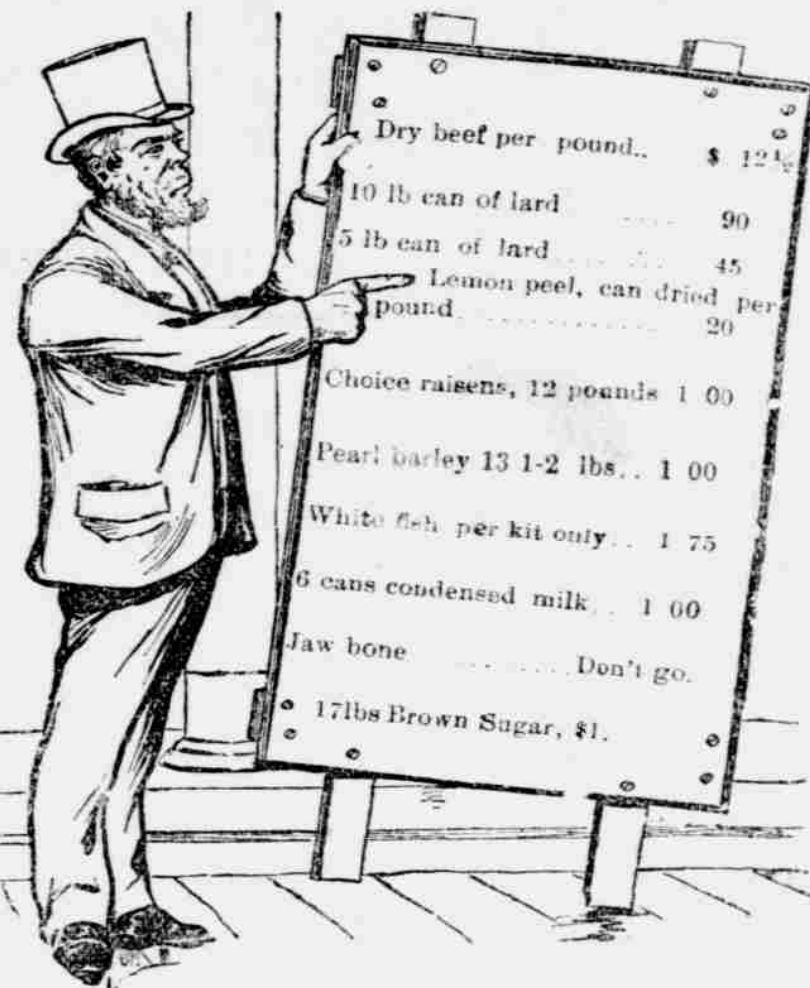 Dry beef per pound.. $ 12½
10 lb can of lard ..... 90
5 lb can of lard ....... 45
Lemon peel, can dried per
pound ............. 20
Choice raisens, 12 pounds 1 00
Pearl barley 13 1-2 lbs.. 1 00
White fish per kit only.. 1 75
6 cans condensed milk.. 1 00
Jaw bone ........ Don't go.
17lbs Brown Sugar, $1.